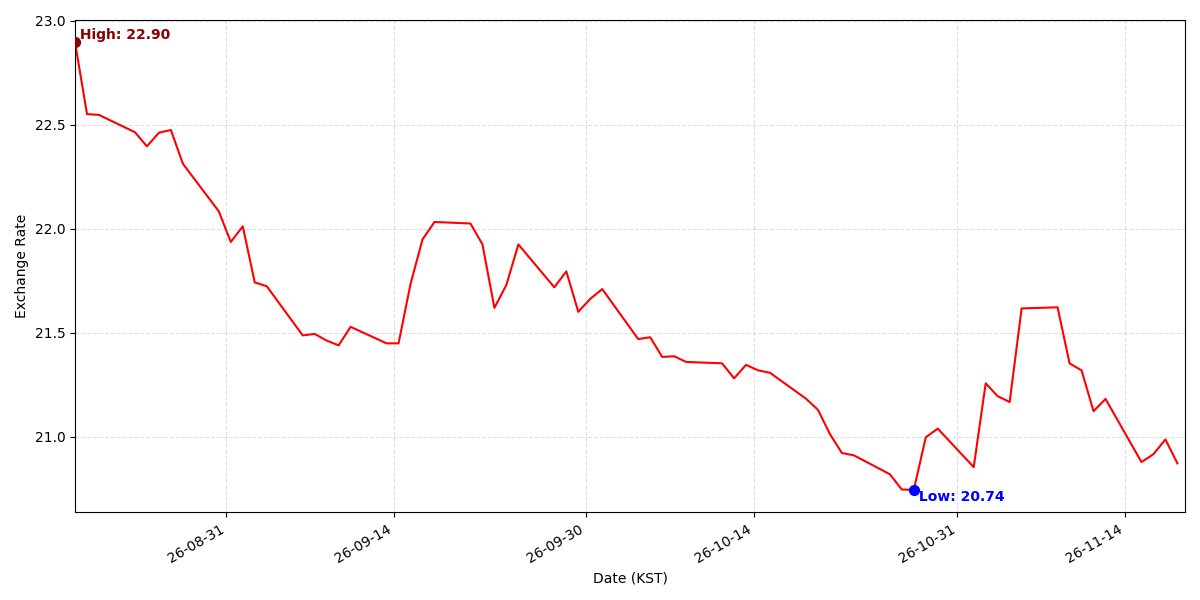 High: 22.90
23.0
22.5
22.0
21.5
21.0
Exchange Rate
Low: 20.74
26-08-31
26-09-14
26-09-30
26-10-14
26-10-31
26-11-14
Date (KST)